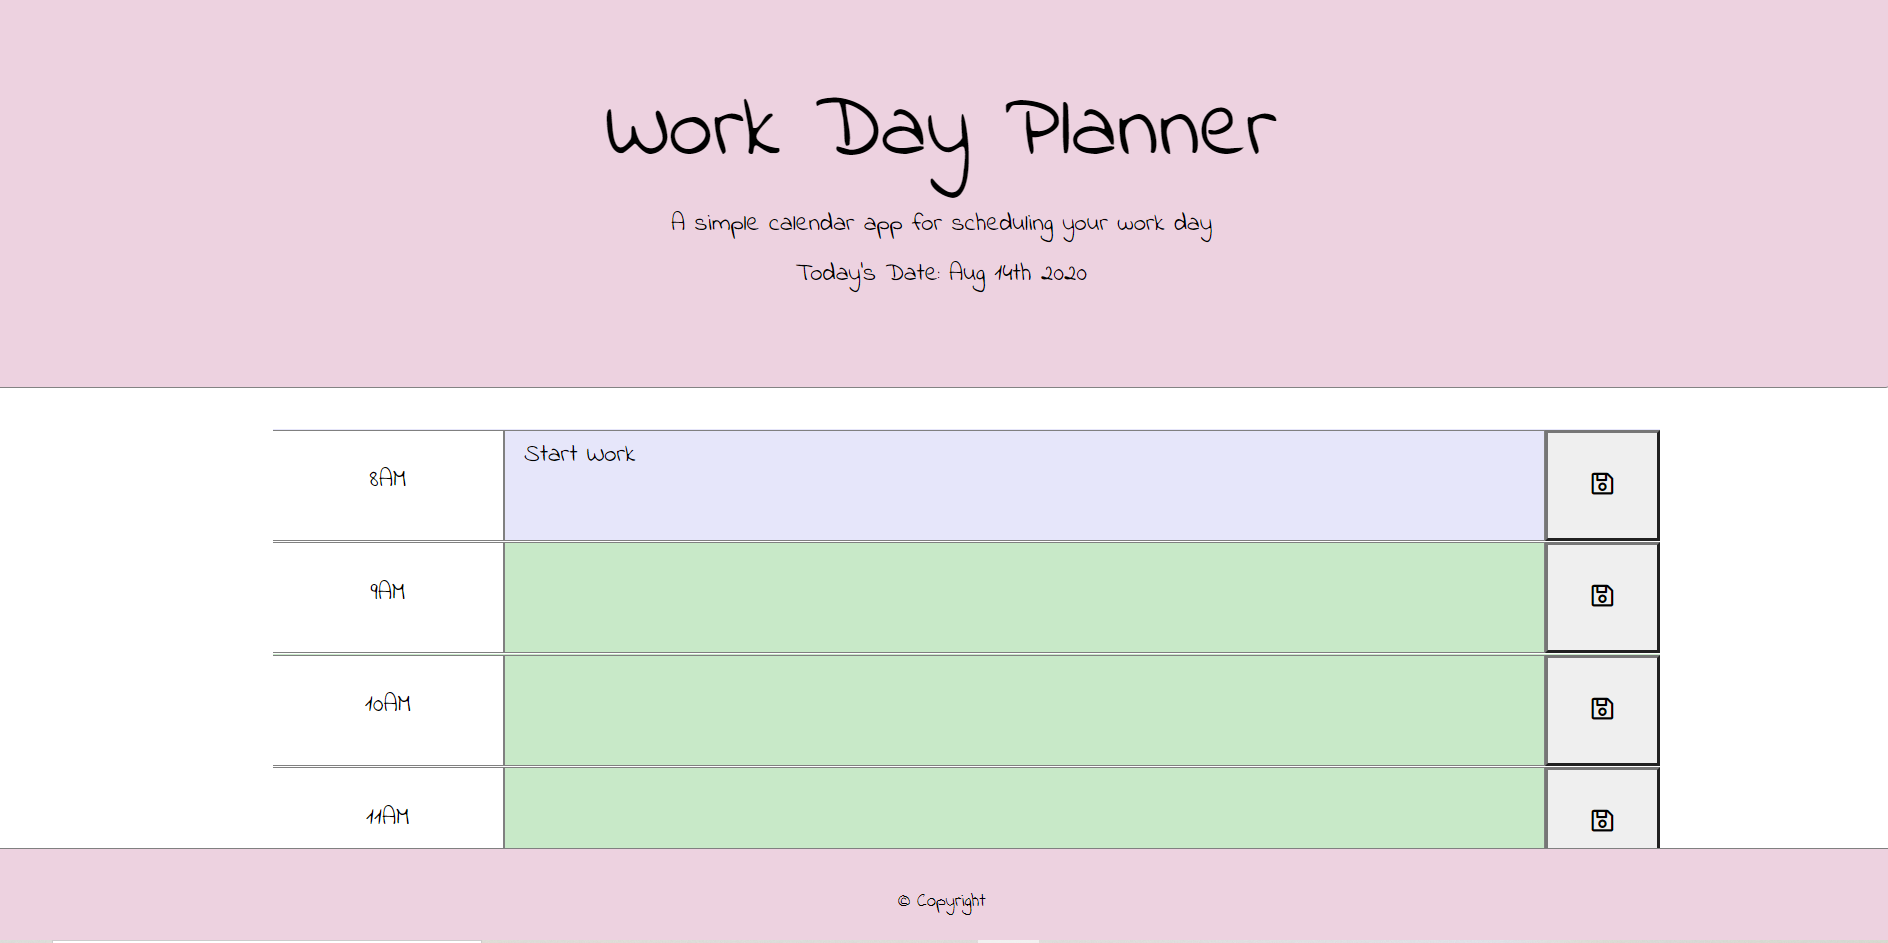 Work Day Planner
A simple calendar app for scheduling your work day
Today's Date: Aug 14th 2020
8AM
Start Work
9AM
10AM
11AM
© Copyright